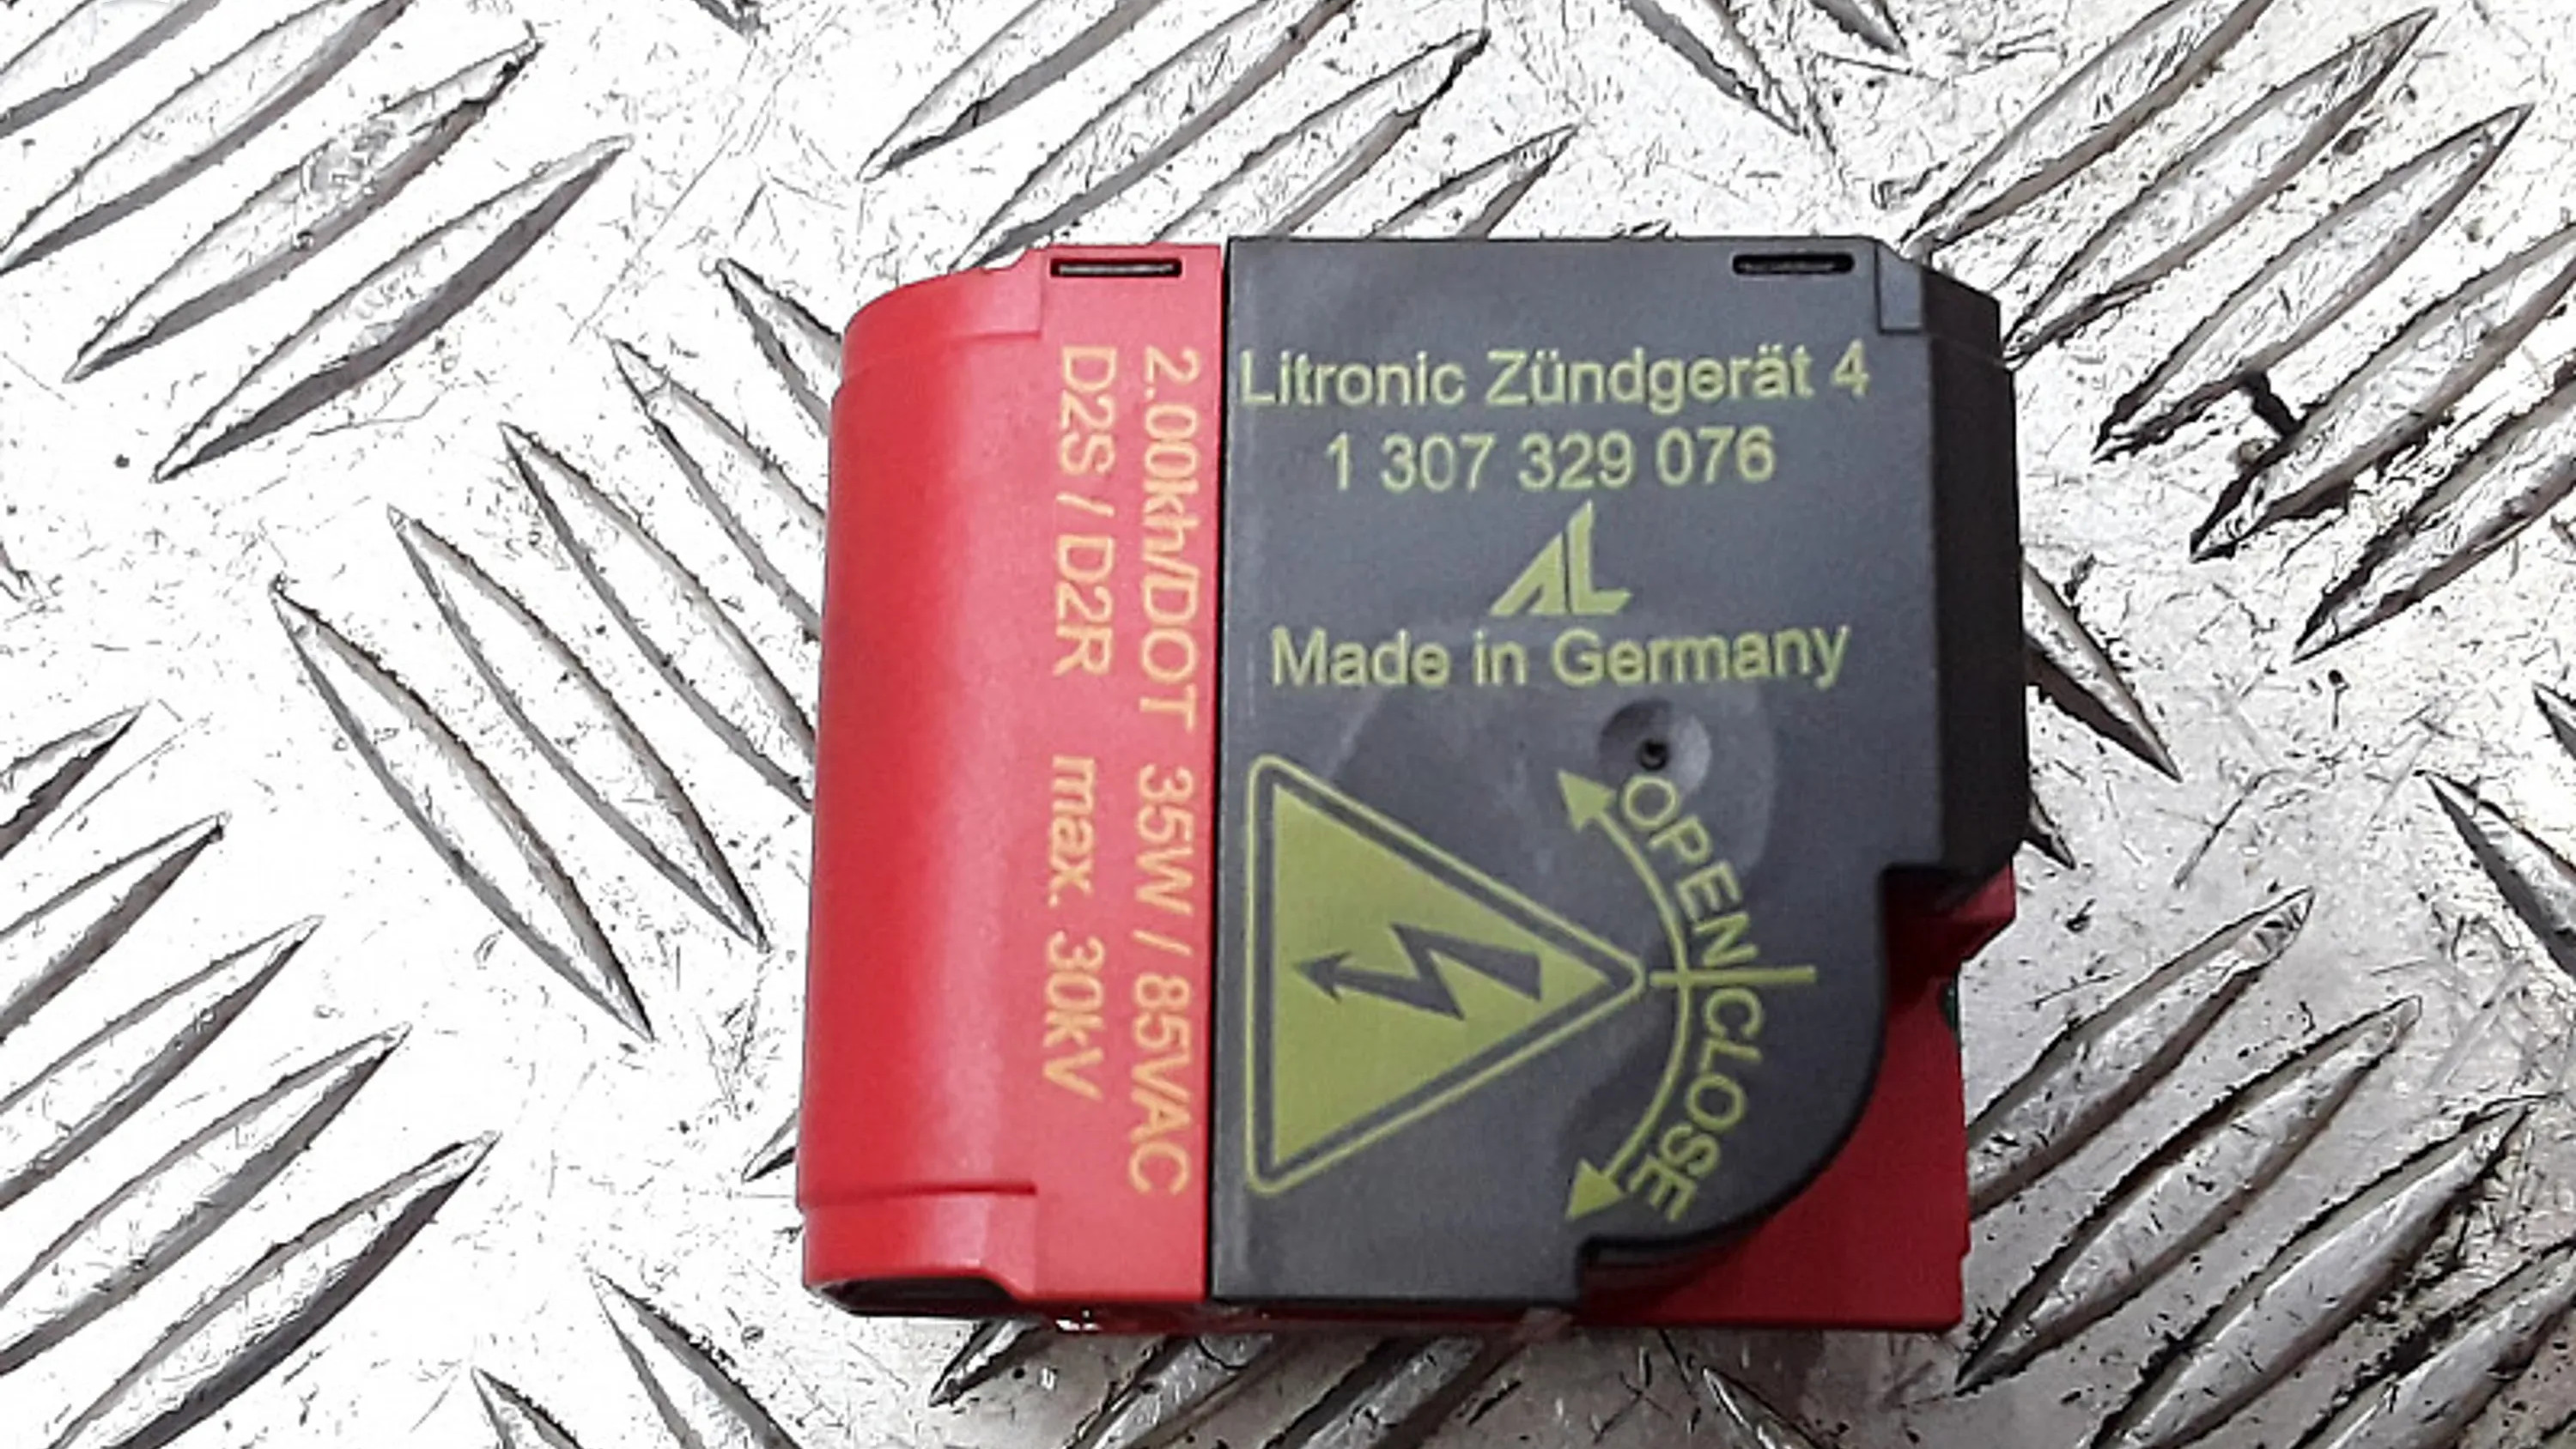 Litronic Zündgerät 4
1 307 329 076
AL
Made in Germany
OPEN CLOSE
2.00kh/DOT 35W / 85VAC
D2S / D2R max. 30kV